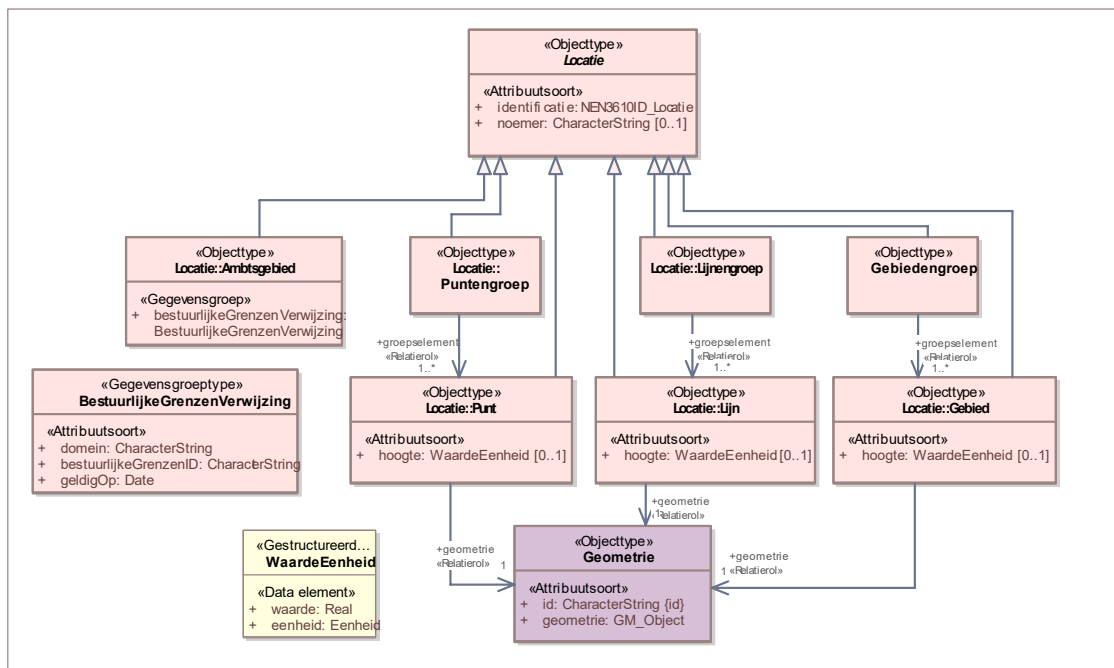 «Objecttype»
Locatie
«Attribuutsoort»
+ identificatie: NEN3610ID_Locatie
+ noemer: CharacterString [0..1]
«Objecttype»
Locatie::Ambtsgebied
«Gegevensgroep»
+ bestuurlijkeGrenzenVerwijzing:
BestuurlijkeGrenzenVerwijzing
«Objecttype»
Locatie::
Puntengroep
«Objecttype»
Locatie::Lijnengroep
«Objecttype»
Gebiedengroep
+groepselement
«Relatierol»
1..*
+groepselement
«Relatierol»
1..*
+groepselement
«Relatierol»
1..*
«Gegevensgroeptype»
BestuurlijkeGrenzenVerwijzing
«Attribuutsoort»
+ domein: CharacterString
+ bestuurlijkeGrenzenID: CharacterString
+ geldigOp: Date
«Objecttype»
Locatie::Punt
«Attribuutsoort»
+ hoogte: WaardeEenheid [0..1]
«Objecttype»
Locatie::Lijn
«Attribuutsoort»
+ hoogte: WaardeEenheid [0..1]
«Objecttype»
Locatie::Gebied
«Attribuutsoort»
+ hoogte: WaardeEenheid [0..1]
+geometrie
1
«Relatierol»
+geometrie
«Relatierol»
1
+geometrie
«Relatierol»
1
«Gestructureerd...
WaardeEenheid
«Data element»
+ waarde: Real
+ eenheid: Eenheid
«Objecttype»
Geometrie
«Attribuutsoort»
+ id: CharacterString {id}
+ geometrie: GM_Object